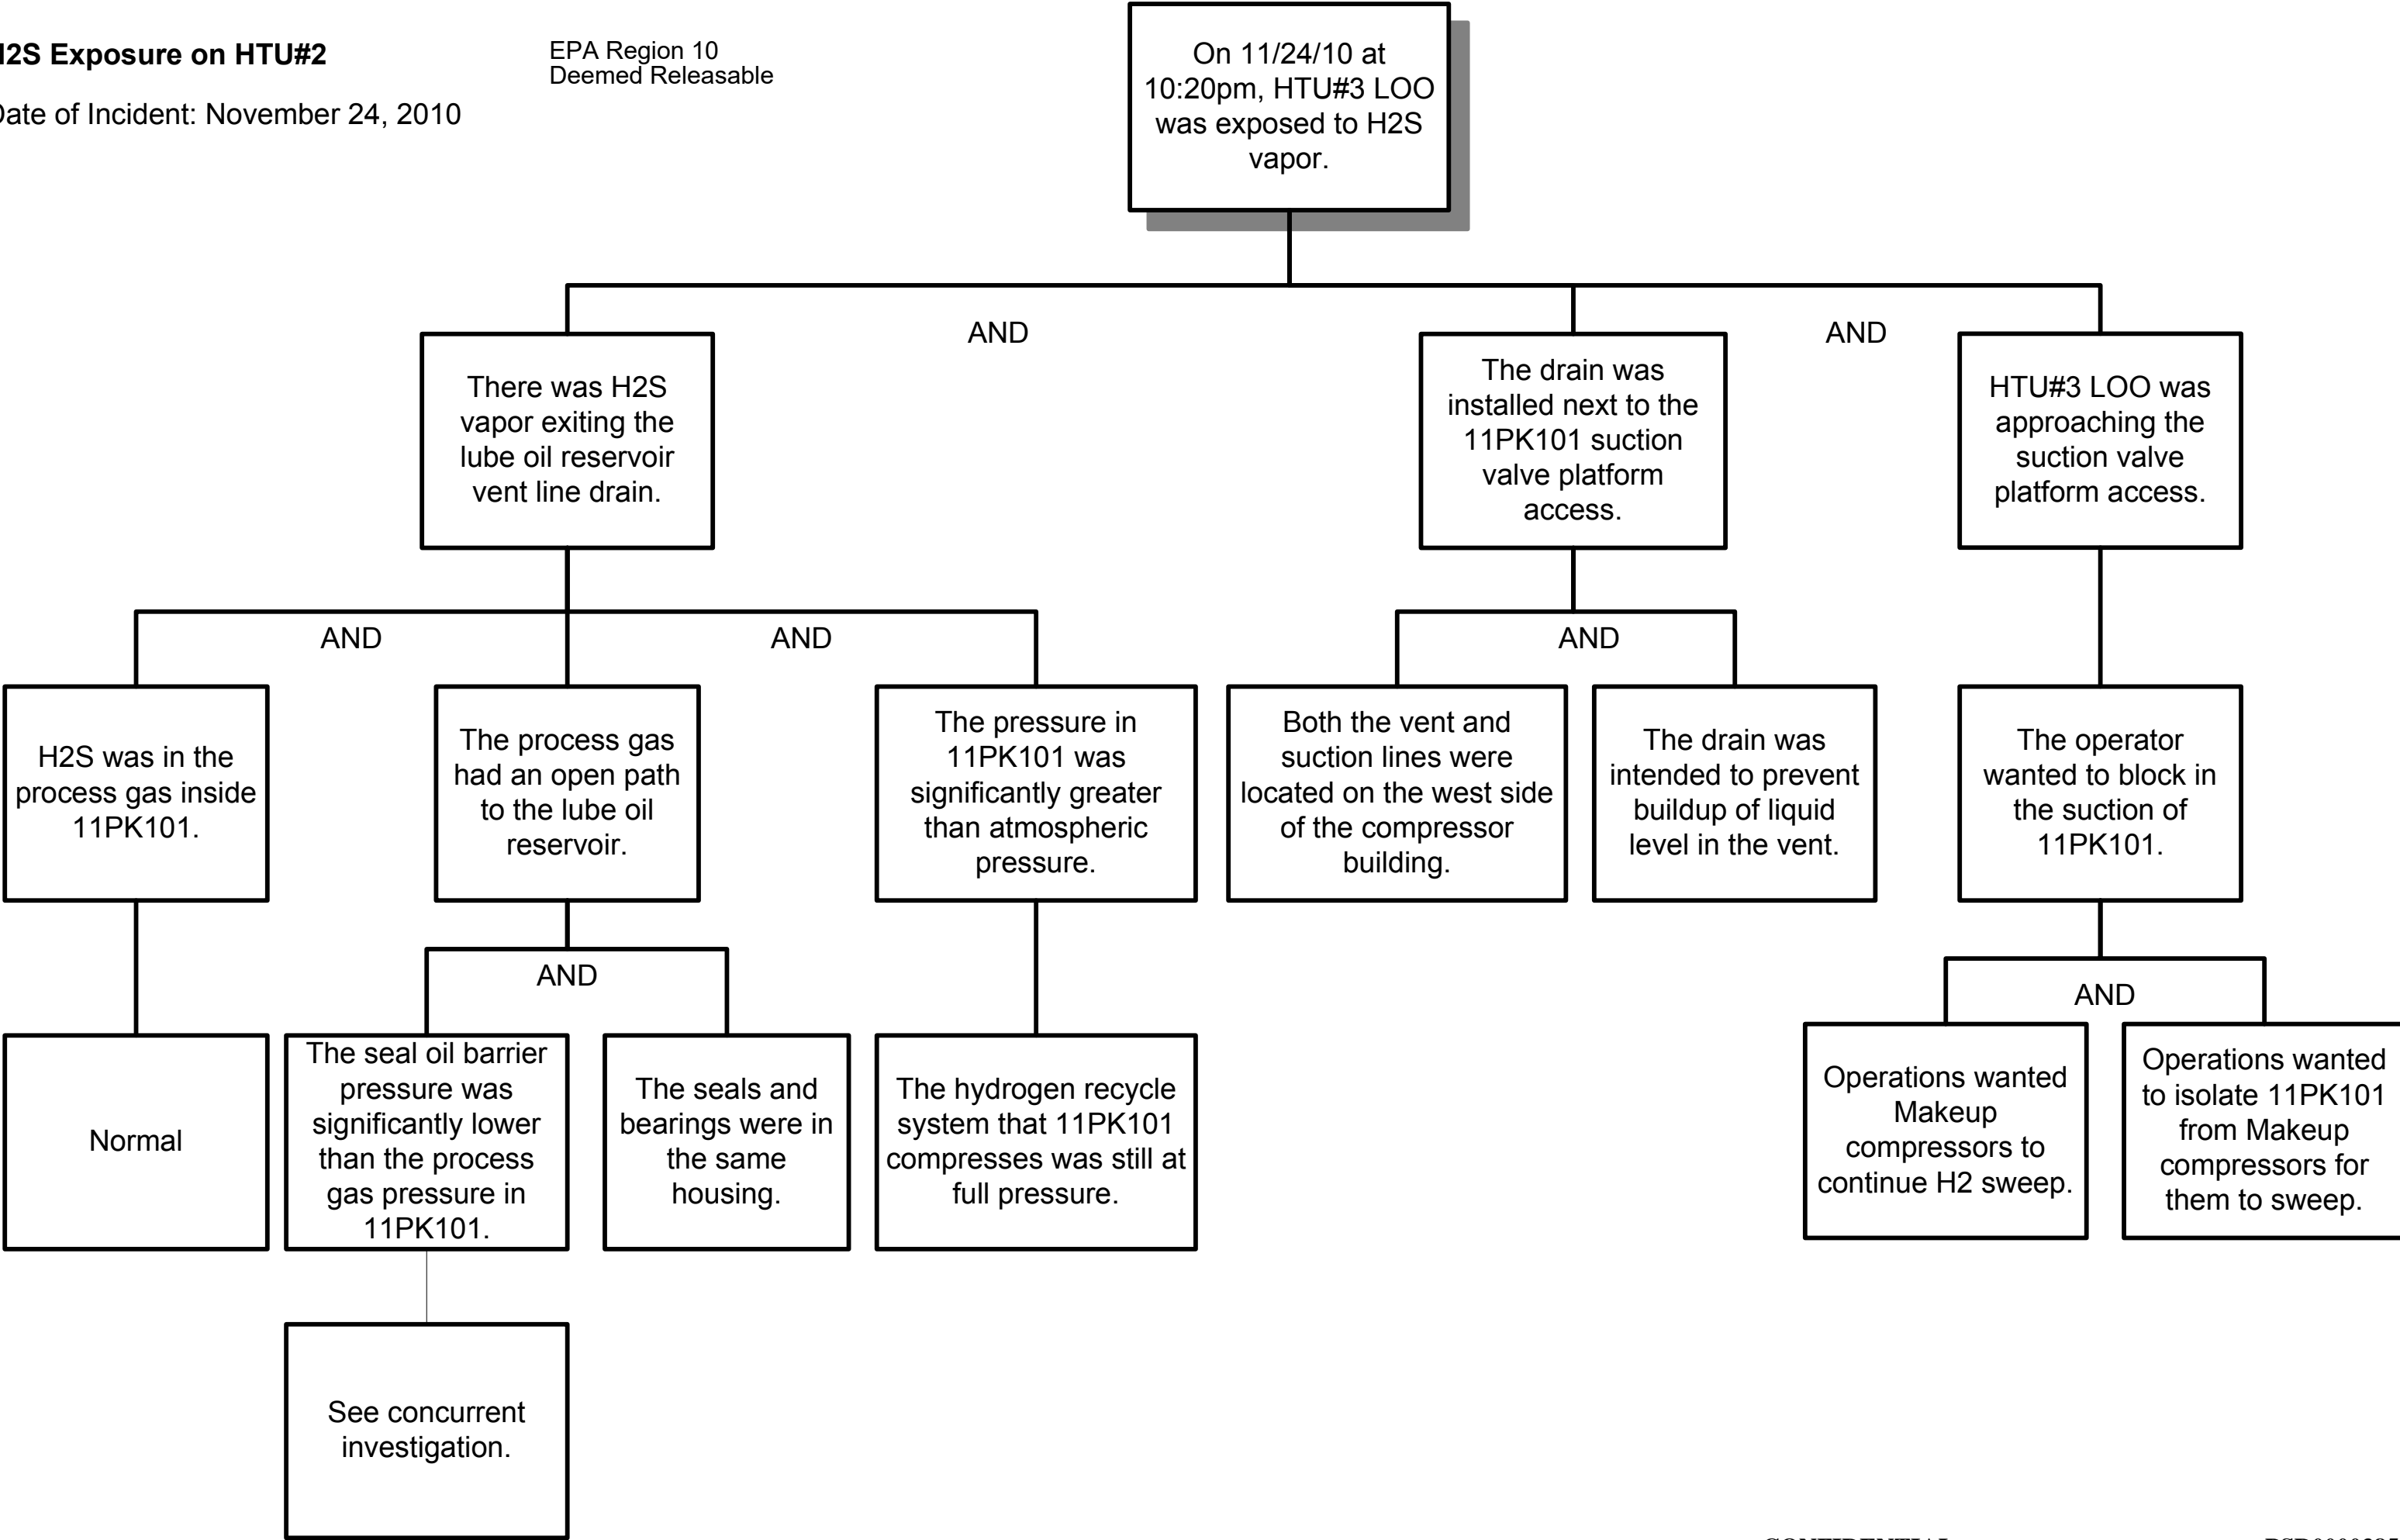 H2S Exposure on HTU#2
Date of Incident: November 24, 2010
EPA Region 10
Deemed Releasable
On 11/24/10 at
10:20pm, HTU#3 LOO
was exposed to H2S
vapor.
AND
AND
There was H2S
vapor exiting the
lube oil reservoir
vent line drain.
The drain was
installed next to the
11PK101 suction
valve platform
access.
HTU#3 LOO was
approaching the
suction valve
platform access.
AND
AND
AND
H2S was in the
process gas inside
11PK101.
The process gas
had an open path
to the lube oil
reservoir.
The pressure in
11PK101 was
significantly greater
than atmospheric
pressure.
Both the vent and
suction lines were
located on the west side
of the compressor
building.
The drain was
intended to prevent
buildup of liquid
level in the vent.
The operator
wanted to block in
the suction of
11PK101.
AND
AND
Normal
The seal oil barrier
pressure was
significantly lower
than the process
gas pressure in
11PK101.
The seals and
bearings were in
the same
housing.
The hydrogen recycle
system that 11PK101
compresses was still at
full pressure.
Operations wanted
Makeup
compressors to
continue H2 sweep.
Operations wanted
to isolate 11PK101
from Makeup
compressors for
them to sweep.
See concurrent
investigation.